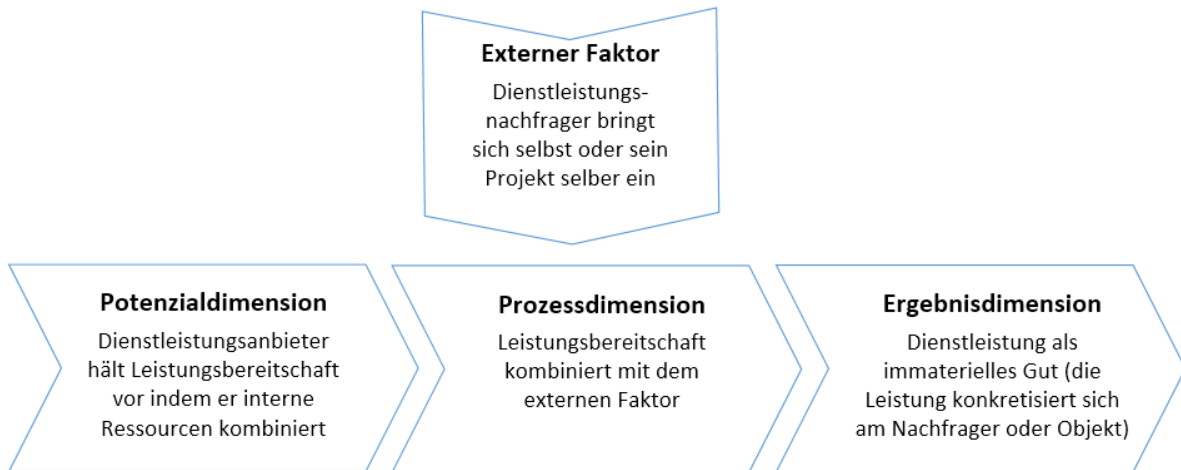 Externer Faktor
Dienstleistungs-
nachfrager bringt
sich selbst oder sein
Projekt selber ein
Potenzialdimension
Dienstleistungsanbieter
hält Leistungsbereitschaft
vor indem er interne
Ressourcen kombiniert
Prozessdimension
Leistungsbereitschaft
kombiniert mit dem
externen Faktor
Ergebnisdimension
Dienstleistung als
immaterielles Gut (die
Leistung konkretisiert sich
am Nachfrager oder Objekt)